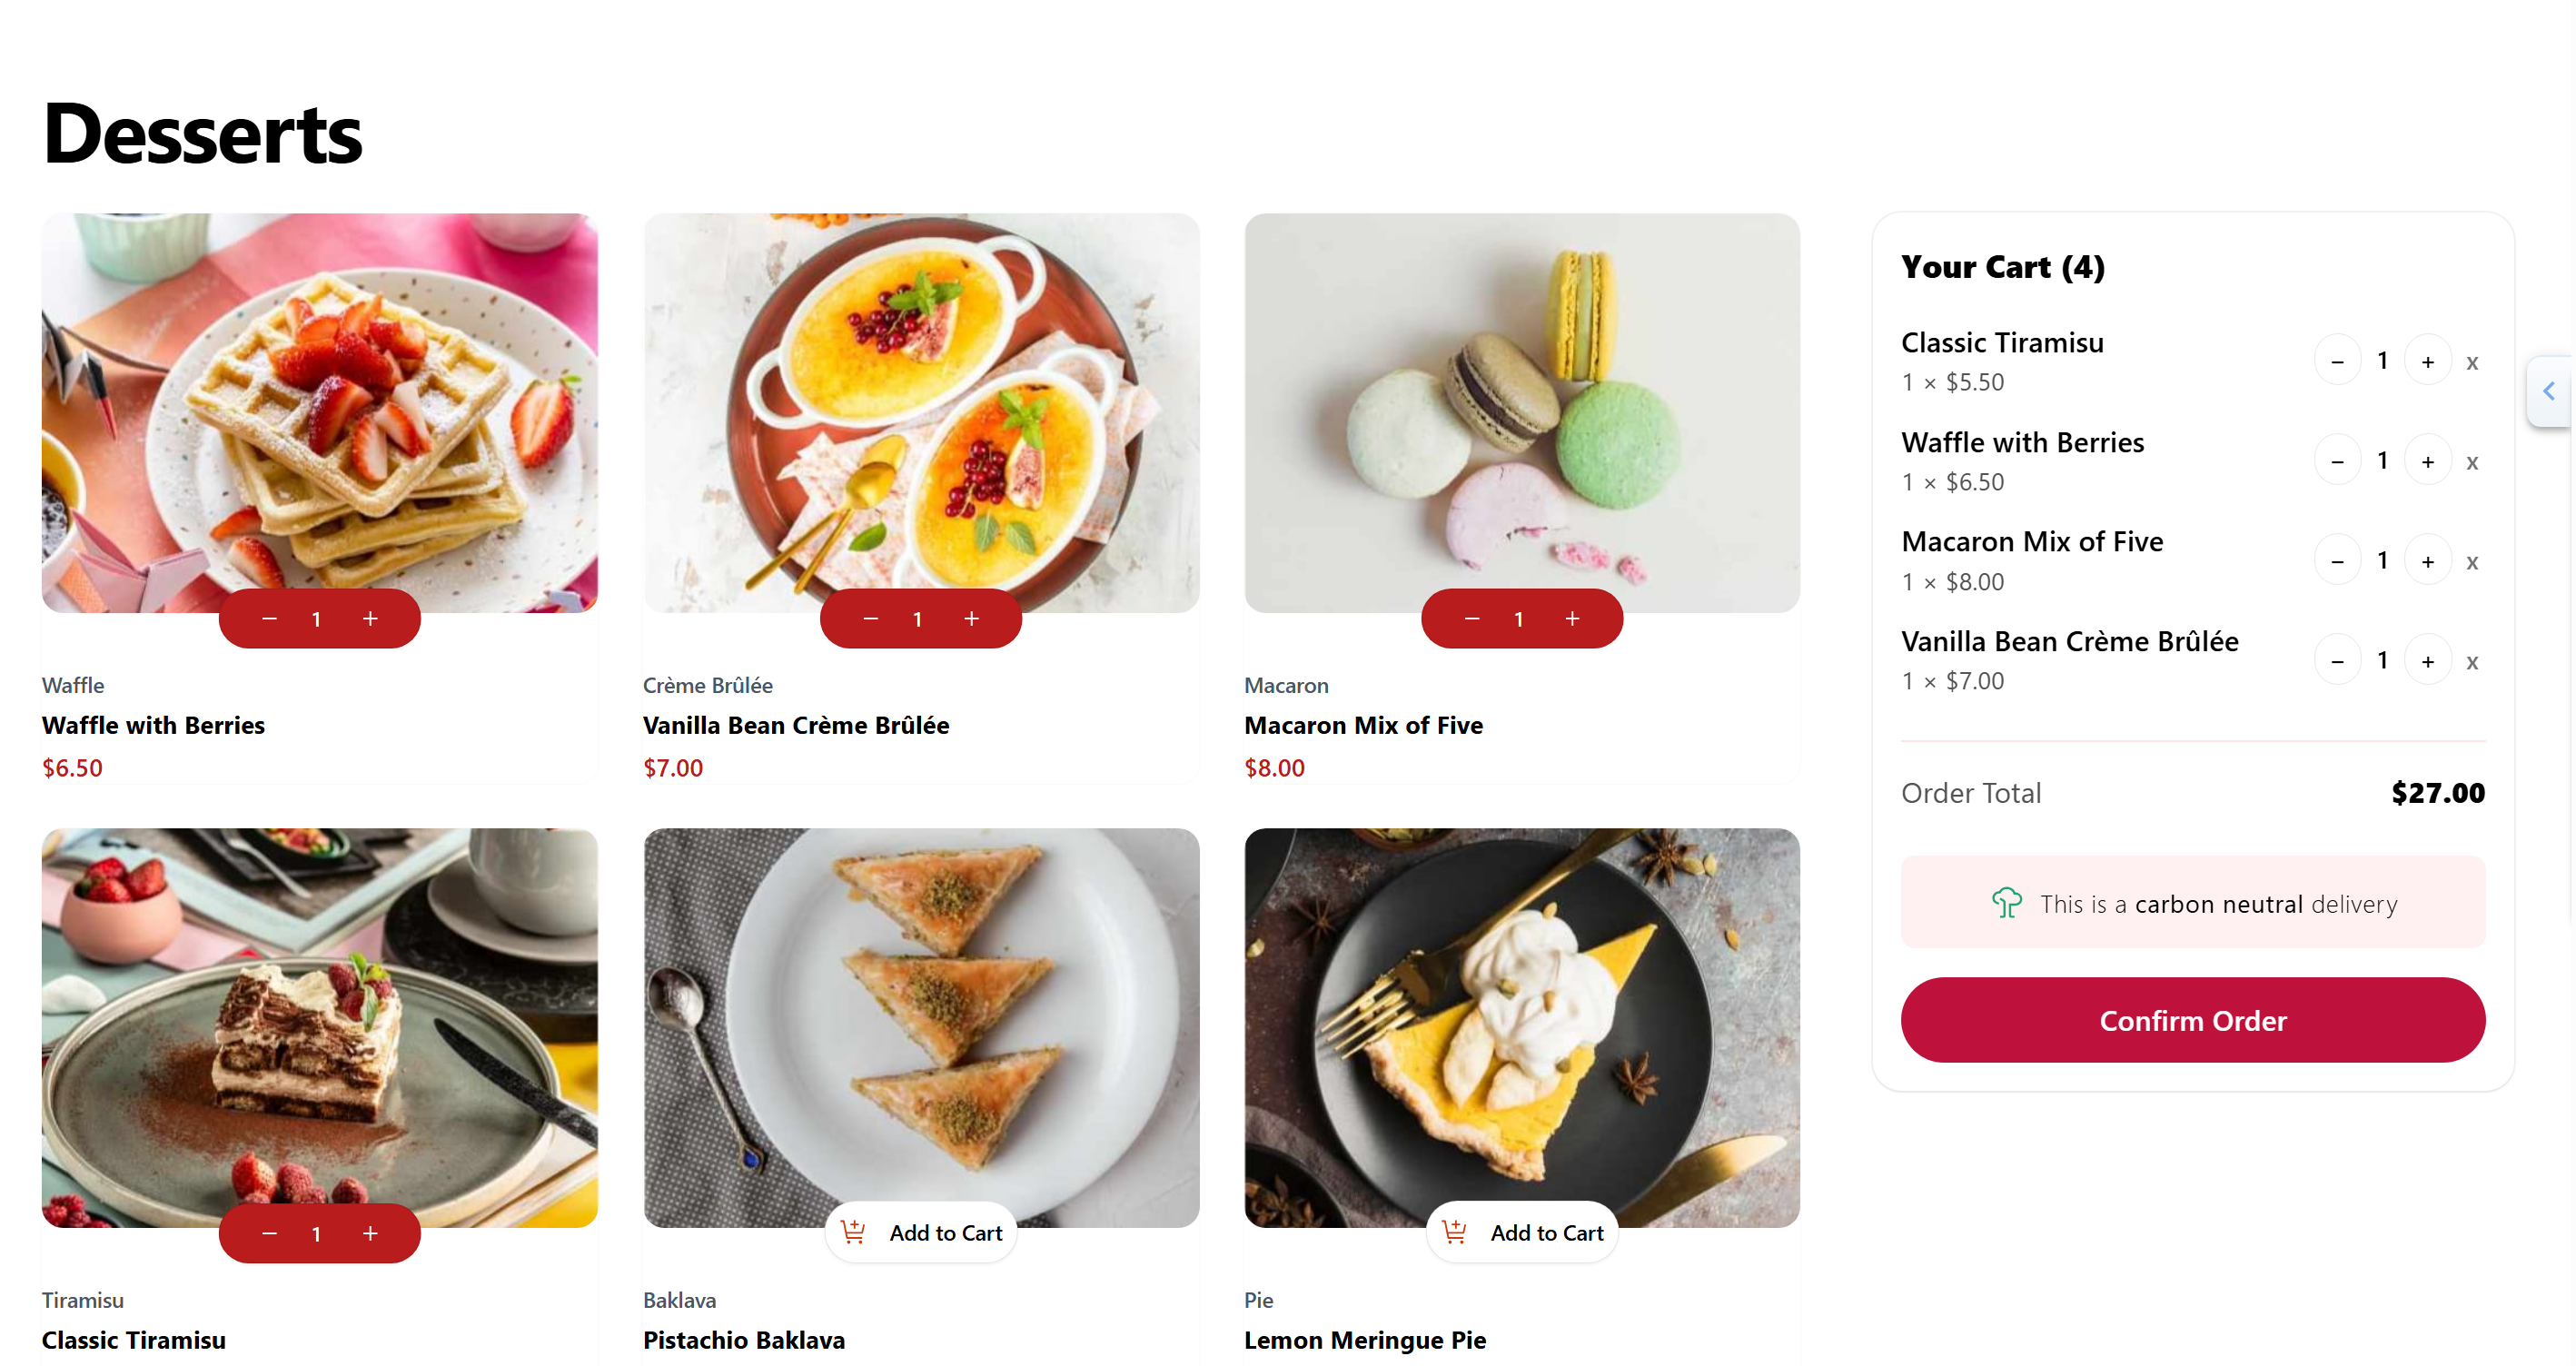 Desserts
− 1 +
Waffle
Waffle with Berries
$6.50
− 1 +
Crème Brûlée
Vanilla Bean Crème Brûlée
$7.00
− 1 +
Macaron
Macaron Mix of Five
$8.00
− 1 +
Tiramisu
Classic Tiramisu
Add to Cart
Baklava
Pistachio Baklava
Add to Cart
Pie
Lemon Meringue Pie
Your Cart (4)
Classic Tiramisu
1 × $5.50
− 1 + x
Waffle with Berries
1 × $6.50
− 1 + x
Macaron Mix of Five
1 × $8.00
− 1 + x
Vanilla Bean Crème Brûlée
1 × $7.00
− 1 + x
Order Total $27.00
This is a carbon neutral delivery
Confirm Order